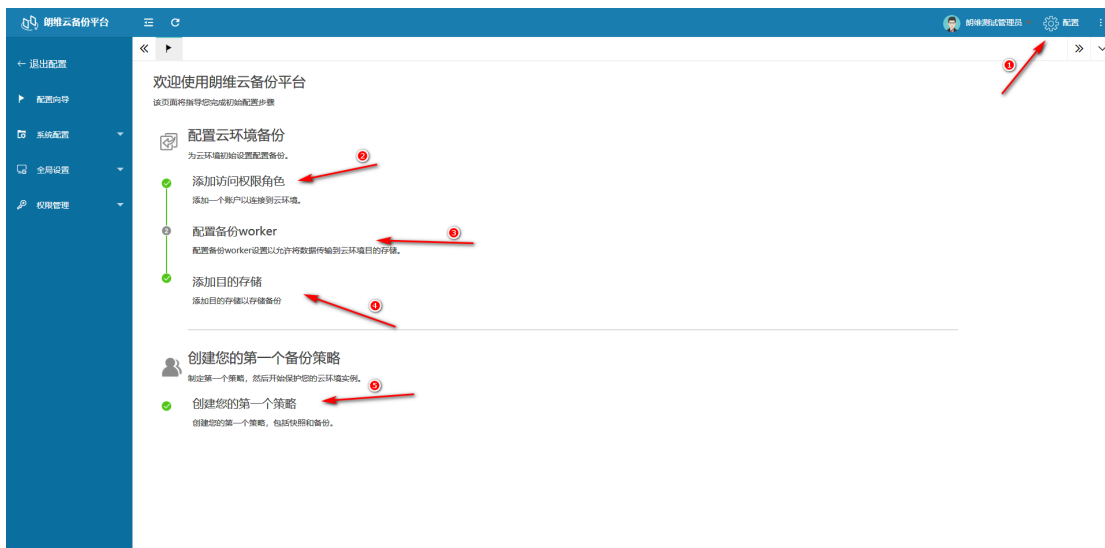 朗维云备份平台
朗维测试管理员
配置
1
退出配置
配置向导
系统配置
全局设置
权限管理
欢迎使用朗维云备份平台
该页面将指导您完成初始配置步骤
配置云环境备份
为云环境初始设置配置备份。
2
添加访问权限角色
添加一个账户以连接到云环境。
2
配置备份worker
3
配置备份worker设置以允许将数据传输到云环境目的存储。
添加目的存储
添加目的存储以存储备份
4
创建您的第一个备份策略
制定第一个策略，然后开始保护您的云环境实例。
5
创建您的第一个策略
创建您的第一个策略，包括快照和备份。